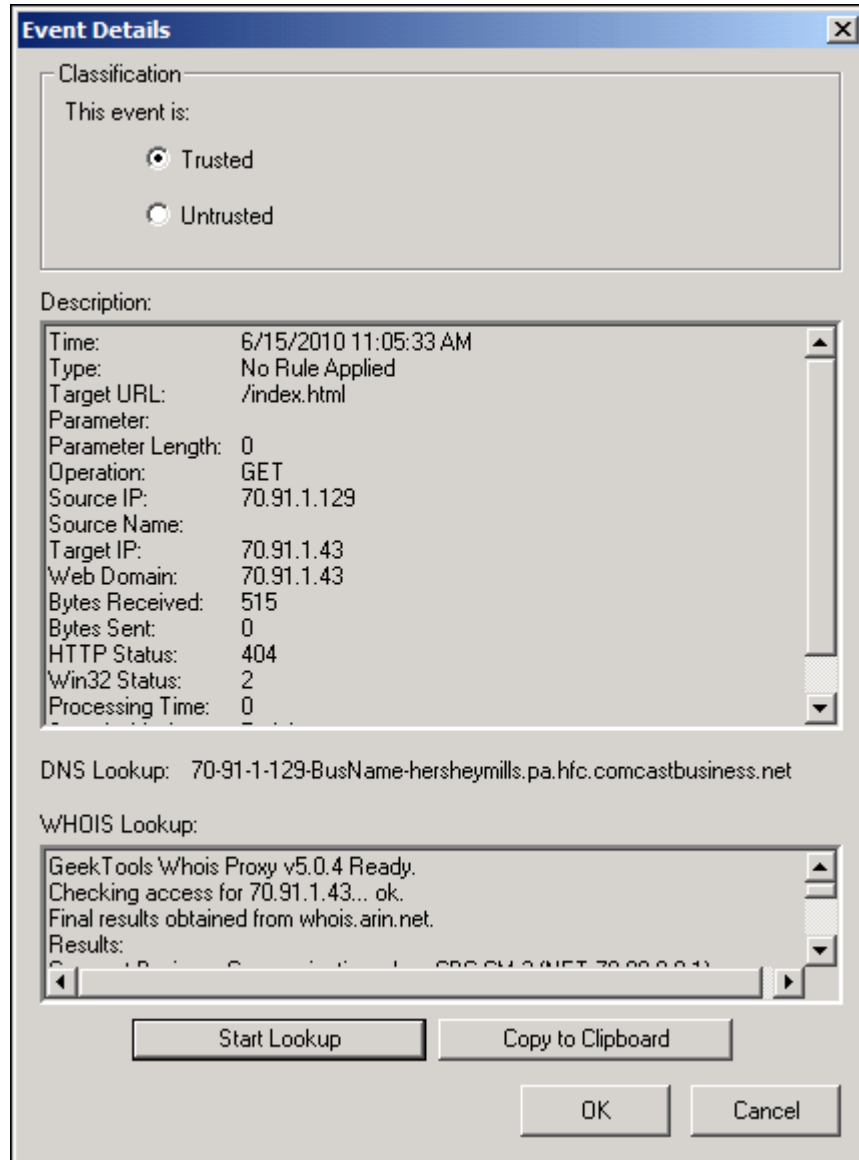 Event Details
Classification
This event is:
Trusted
Untrusted
Description:
Time: 6/15/2010 11:05:33 AM
Type: No Rule Applied
Target URL: /index.html
Parameter:
Parameter Length: 0
Operation: GET
Source IP: 70.91.1.129
Source Name:
Target IP: 70.91.1.43
Web Domain: 70.91.1.43
Bytes Received: 515
Bytes Sent: 0
HTTP Status: 404
Win32 Status: 2
Processing Time: 0
DNS Lookup: 70-91-1-129-BusName-hersheymills.pa.hfc.comcastbusiness.net
WHOIS Lookup:
GeekTools Whois Proxy v5.0.4 Ready.
Checking access for 70.91.1.43... ok.
Final results obtained from whois.arin.net.
Results:
Start Lookup
Copy to Clipboard
OK
Cancel